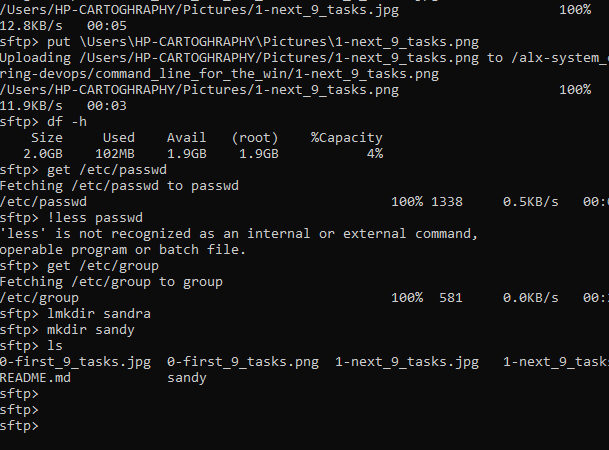 /Users/HP-CARTOGHRAPHY/Pictures/1-next_9_tasks.jpg 100%
12.8KB/s 00:05
sftp> put \Users\HP-CARTOGHRAPHY\Pictures\1-next_9_tasks.png
Uploading /Users/HP-CARTOGHRAPHY/Pictures/1-next_9_tasks.png to /alx-system_
ring-devops/command_line_for_the_win/1-next_9_tasks.png
/Users/HP-CARTOGHRAPHY/Pictures/1-next_9_tasks.png 100%
11.9KB/s 00:03
sftp> df -h
Size Used Avail (root) %Capacity
2.0GB 102MB 1.9GB 1.9GB 4%
sftp> get /etc/passwd
Fetching /etc/passwd to passwd
/etc/passwd 100% 1338 0.5KB/s 00:
sftp> !less passwd
'less' is not recognized as an internal or external command,
operable program or batch file.
sftp> get /etc/group
Fetching /etc/group to group
/etc/group 100% 581 0.0KB/s 00:
sftp> lmkdir sandra
sftp> mkdir sandy
sftp> ls
0-first_9_tasks.jpg 0-first_9_tasks.png 1-next_9_tasks.jpg 1-next_9_task
README.md sandy
sftp>
sftp>
sftp>